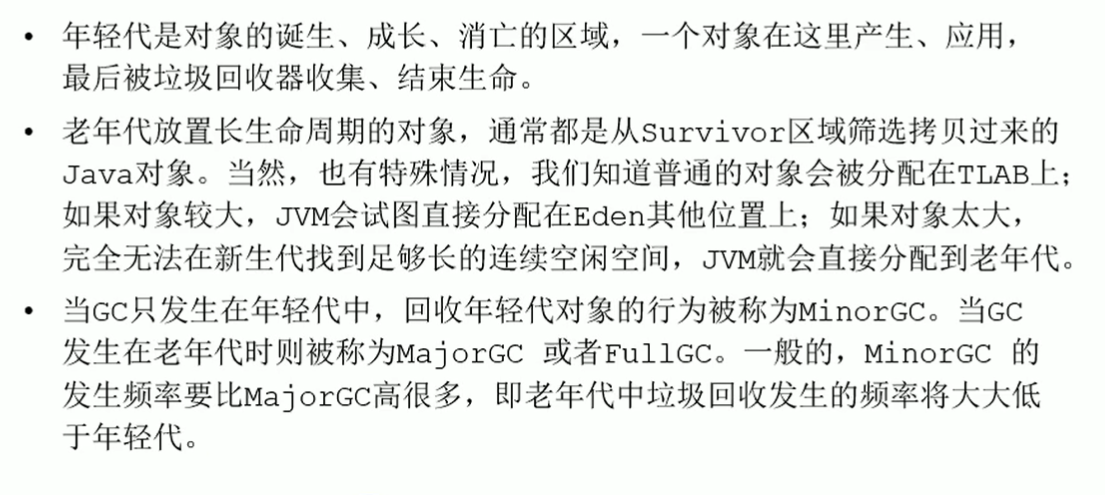 • 年轻代是对象的诞生、成长、消亡的区域，一个对象在这里产生、应用，
最后被垃圾回收器收集、结束生命。
• 老年代放置长生命周期的对象，通常都是从Survivor区域筛选拷贝过来的
Java对象。当然，也有特殊情况，我们知道普通的对象会被分配在TLAB上；
如果对象较大，JVM会试图直接分配在Eden其他位置上；如果对象太大，
完全无法在新生代找到足够长的连续空闲空间，JVM就会直接分配到老年代。
• 当GC只发生在年轻代中，回收年轻代对象的行为被称为MinorGC。当GC
发生在老年代时则被称为MajorGC 或者FullGC。一般的，MinorGC 的
发生频率要比MajorGC高很多，即老年代中垃圾回收发生的频率将大大低
于年轻代。